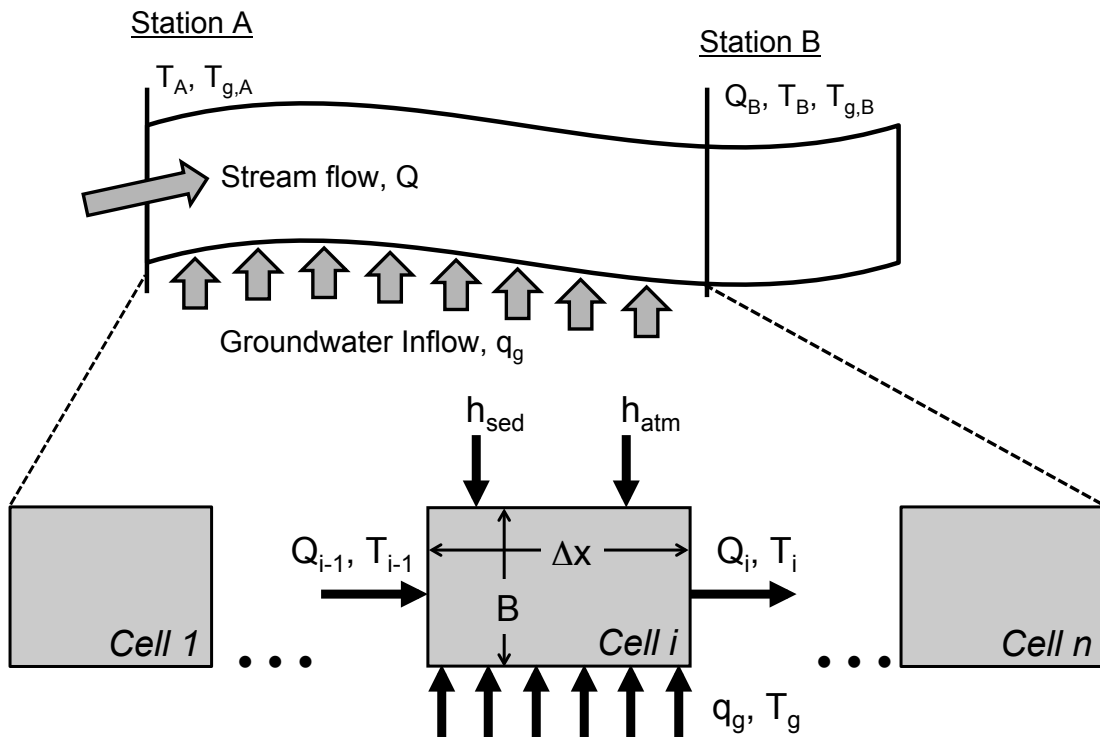 Station A
Station B
T_A, T_g,A
Q_B, T_B, T_g,B
Stream flow, Q
Groundwater Inflow, q_g
h_sed
h_atm
Q_i-1, T_i-1
Δx
Q_i, T_i
B
Cell 1
Cell i
Cell n
q_g, T_g